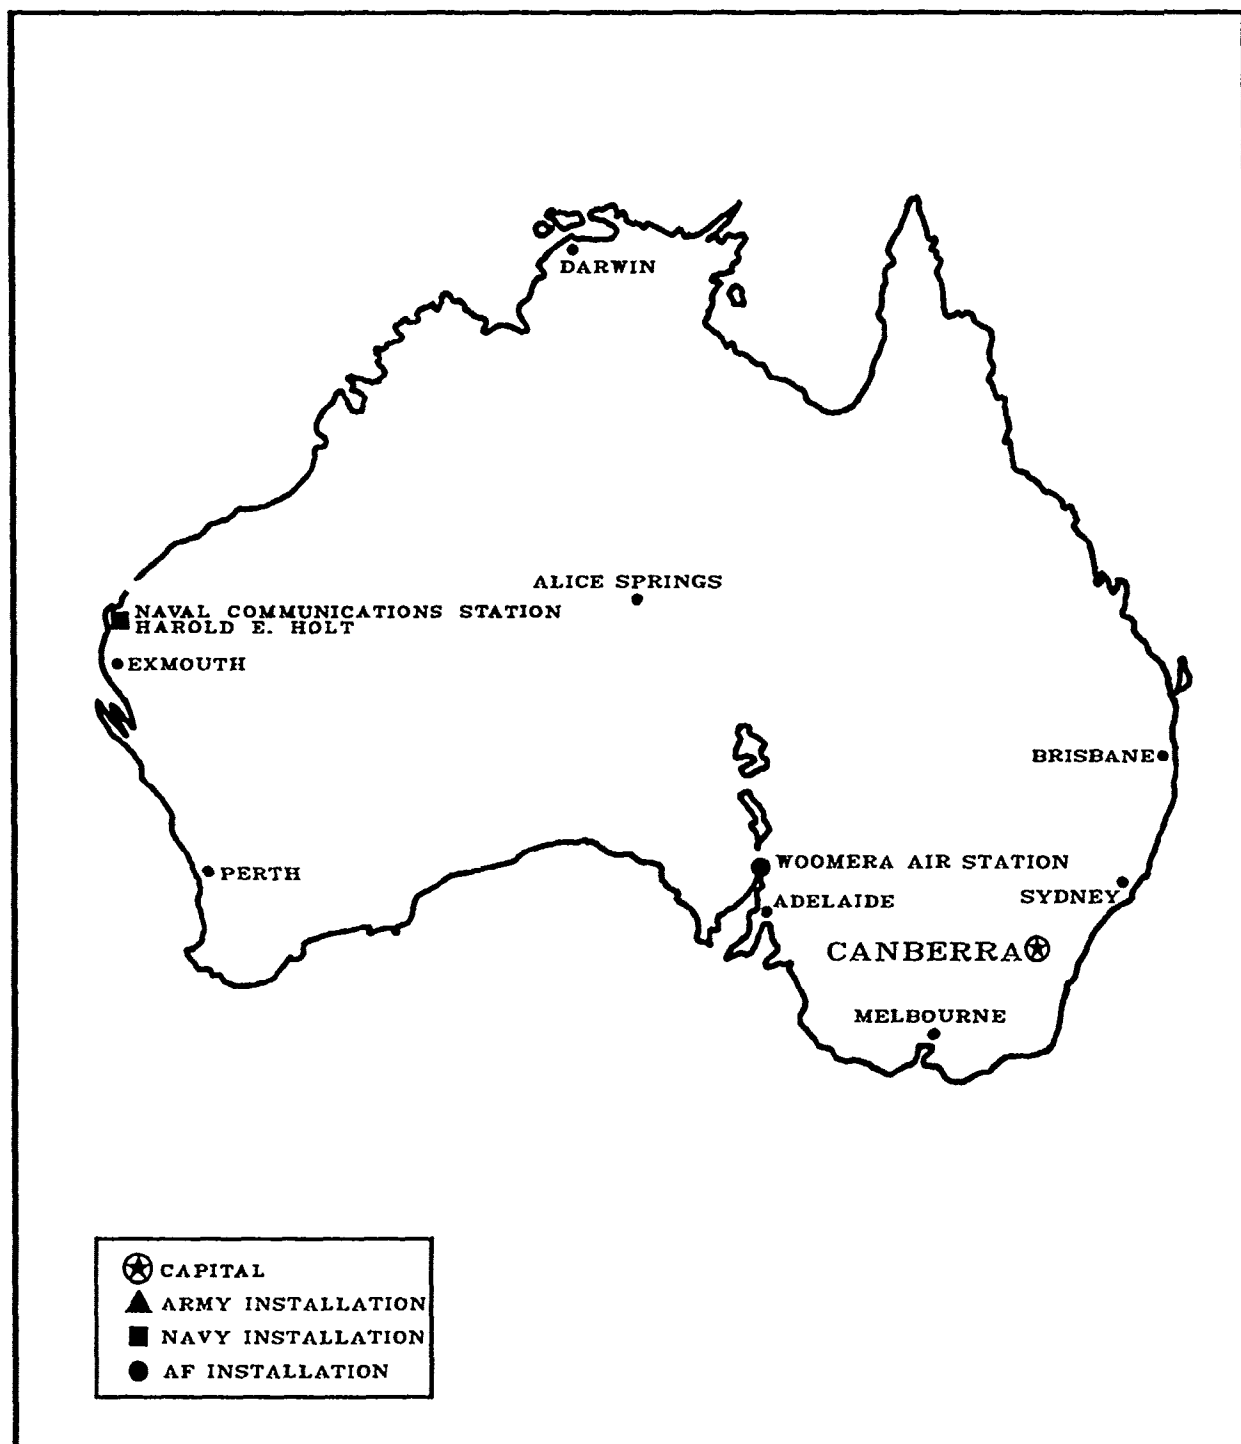 DARWIN
ALICE SPRINGS
NAVAL COMMUNICATIONS STATION
HAROLD E. HOLT
EXMOUTH
BRISBANE
WOOMERA AIR STATION
PERTH
SYDNEY
ADELAIDE
CANBERRA
MELBOURNE
CAPITAL
ARMY INSTALLATION
NAVY INSTALLATION
AF INSTALLATION